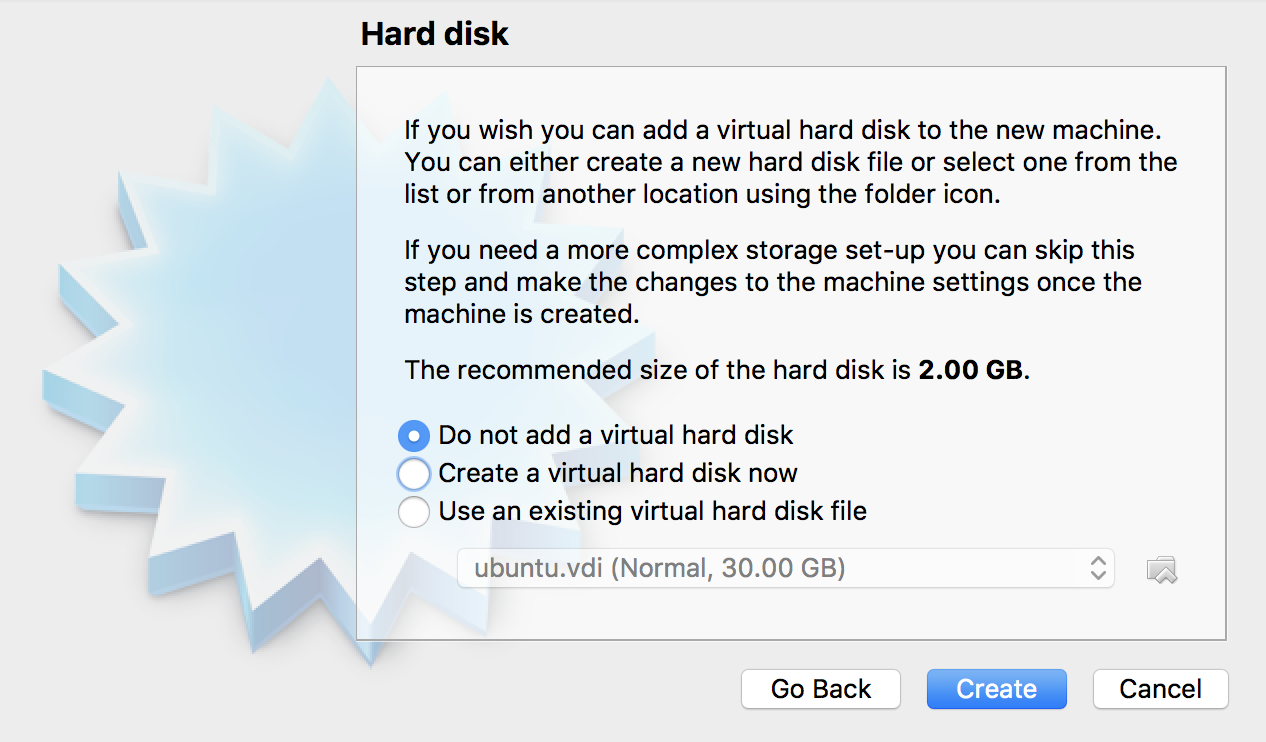 Hard disk
If you wish you can add a virtual hard disk to the new machine.
You can either create a new hard disk file or select one from the
list or from another location using the folder icon.
If you need a more complex storage set-up you can skip this
step and make the changes to the machine settings once the
machine is created.
The recommended size of the hard disk is 2.00 GB.
Do not add a virtual hard disk
Create a virtual hard disk now
Use an existing virtual hard disk file
ubuntu.vdi (Normal, 30.00 GB)
Go Back Create Cancel